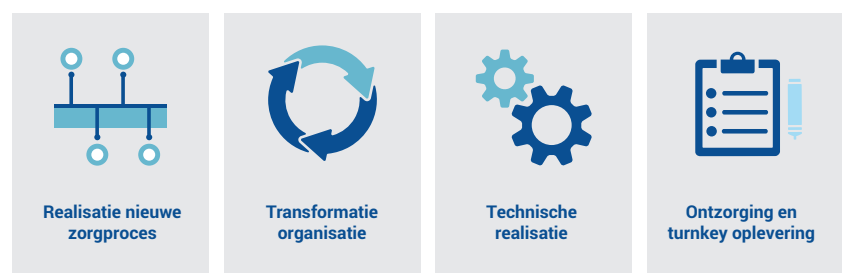 Realisatie nieuwe
zorgproces
Transformatie
organisatie
Technische
realisatie
Ontzorging en
turnkey oplevering